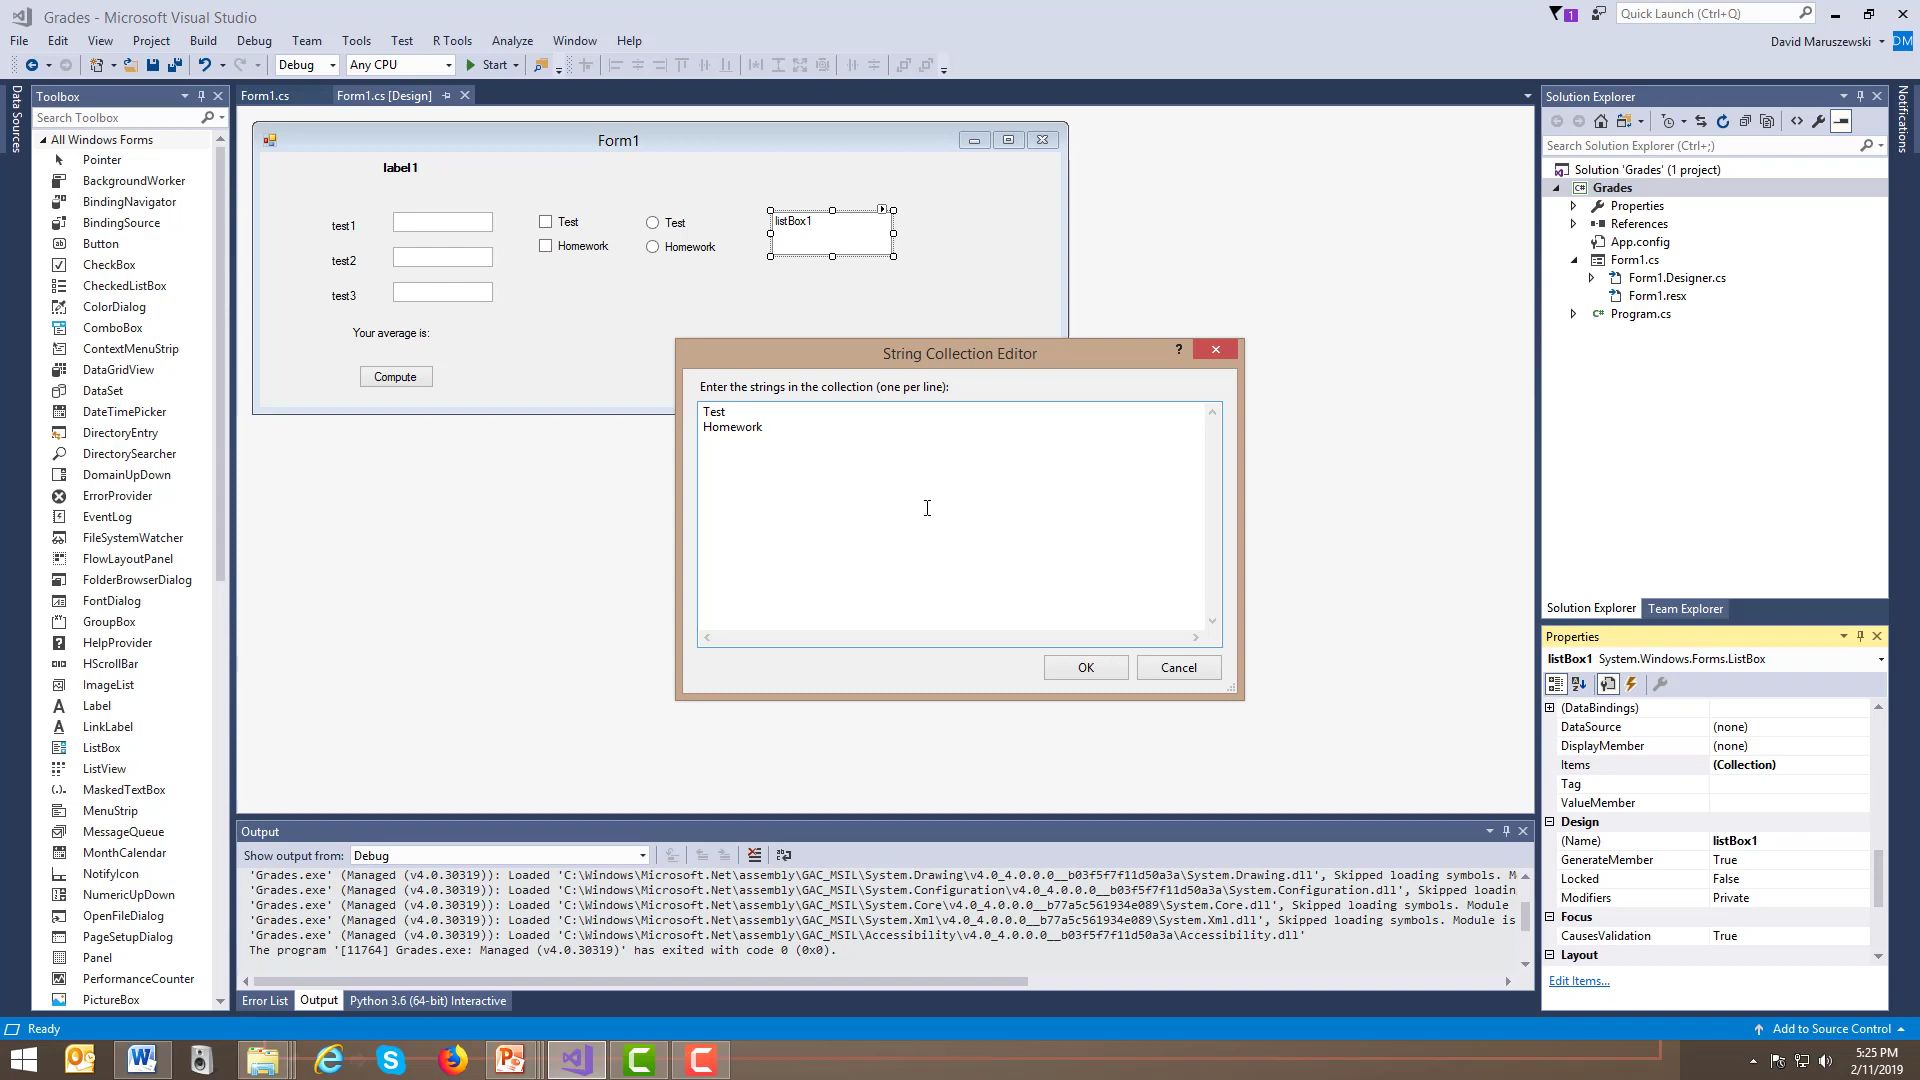 Grades - Microsoft Visual Studio
1
Quick Launch (Ctrl+Q)
File Edit View Project Build Debug Team Tools Test R Tools Analyze Window Help
David Maruszewski DM
Debug Any CPU Start
Data Sources
Toolbox
Search Toolbox
All Windows Forms
Pointer
BackgroundWorker
BindingNavigator
BindingSource
Button
CheckBox
CheckedListBox
ColorDialog
ComboBox
ContextMenuStrip
DataGridView
DataSet
DateTimePicker
DirectoryEntry
DirectorySearcher
DomainUpDown
ErrorProvider
EventLog
FileSystemWatcher
FlowLayoutPanel
FolderBrowserDialog
FontDialog
GroupBox
HelpProvider
HScrollBar
ImageList
Label
LinkLabel
ListBox
ListView
MaskedTextBox
MenuStrip
MessageQueue
MonthCalendar
NotifyIcon
NumericUpDown
OpenFileDialog
PageSetupDialog
Panel
PerformanceCounter
PictureBox
Form1.cs Form1.cs [Design]
Form1
label1
test1 Test Test listBox1
Homework Homework
test2
test3
Your average is:
Compute
String Collection Editor
Enter the strings in the collection (one per line):
Test
Homework
OK Cancel
Output
Show output from: Debug
'Grades.exe' (Managed (v4.0.30319)): Loaded 'C:\Windows\Microsoft.Net\assembly\GAC_MSIL\System.Drawing\v4.0_4.0.0.0__b03f5f7f11d50a3a\System.Drawing.dll', Skipped loading symbols. M
'Grades.exe' (Managed (v4.0.30319)): Loaded 'C:\Windows\Microsoft.Net\assembly\GAC_MSIL\System.Configuration\v4.0_4.0.0.0__b03f5f7f11d50a3a\System.Configuration.dll', Skipped loadin
'Grades.exe' (Managed (v4.0.30319)): Loaded 'C:\Windows\Microsoft.Net\assembly\GAC_MSIL\System.Core\v4.0_4.0.0.0__b77a5c561934e089\System.Core.dll', Skipped loading symbols. Module
'Grades.exe' (Managed (v4.0.30319)): Loaded 'C:\Windows\Microsoft.Net\assembly\GAC_MSIL\System.Xml\v4.0_4.0.0.0__b77a5c561934e089\System.Xml.dll', Skipped loading symbols. Module is
'Grades.exe' (Managed (v4.0.30319)): Loaded 'C:\Windows\Microsoft.Net\assembly\GAC_MSIL\Accessibility\v4.0_4.0.0.0__b03f5f7f11d50a3a\Accessibility.dll'
The program '[11764] Grades.exe: Managed (v4.0.30319)' has exited with code 0 (0x0).
Error List Output Python 3.6 (64-bit) Interactive
Solution Explorer
Search Solution Explorer (Ctrl+;)
Solution 'Grades' (1 project)
Grades
Properties
References
App.config
Form1.cs
Form1.Designer.cs
Form1.resx
Program.cs
Solution Explorer Team Explorer
Properties
listBox1 System.Windows.Forms.ListBox
(DataBindings)
DataSource (none)
DisplayMember (none)
Items (Collection)
Tag
ValueMember
Design
(Name) listBox1
GenerateMember True
Locked False
Modifiers Private
Focus
CausesValidation True
Layout
Edit Items...
Notifications
Ready
Add to Source Control
5:25 PM
2/11/2019